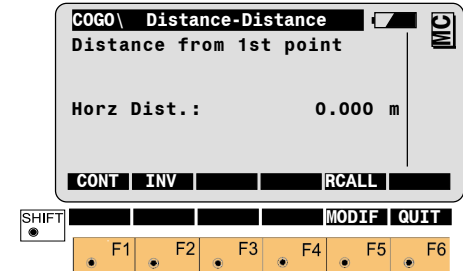 COGO\ Distance-Distance MC
Distance from 1st point
Horz Dist.: 0.000 m
CONT INV RCALL
SHIFT MODIF QUIT
F1 F2 F3 F4 F5 F6